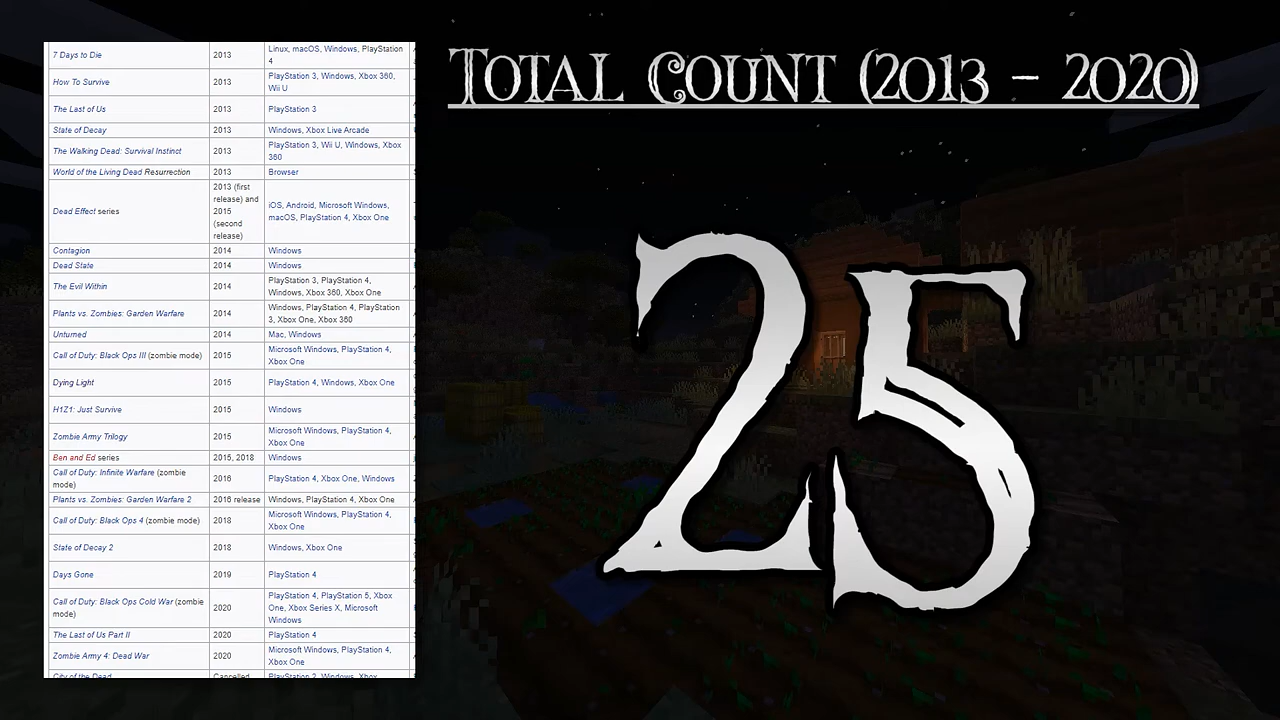 7 Days to Die 2013 Linux, macOS, Windows, PlayStation
4
How To Survive 2013 PlayStation 3, Windows, Xbox 360,
Wii U
The Last of Us 2013 PlayStation 3
State of Decay 2013 Windows, Xbox Live Arcade
The Walking Dead: Survival Instinct 2013 PlayStation 3, Wii U, Windows, Xbox
360
World of the Living Dead Resurrection 2013 Browser
Dead Effect series 2013 (first
release) and
2015
(second
release)
iOS, Android, Microsoft Windows,
macOS, PlayStation 4, Xbox One
Contagion 2014 Windows
Dead State 2014 Windows
The Evil Within 2014 PlayStation 3, PlayStation 4,
Windows, Xbox 360, Xbox One
Plants vs. Zombies: Garden Warfare 2014 Windows, PlayStation 4, PlayStation
3, Xbox One, Xbox 360
Unturned 2014 Mac, Windows
Call of Duty: Black Ops III (zombie mode) 2015 Microsoft Windows, PlayStation 4,
Xbox One
Dying Light 2015 PlayStation 4, Windows, Xbox One
H1Z1: Just Survive 2015 Windows
Zombie Army Trilogy 2015 Microsoft Windows, PlayStation 4,
Xbox One
Ben and Ed series 2015, 2018 Windows
Call of Duty: Infinite Warfare (zombie
mode) 2016 PlayStation 4, Xbox One, Windows
Plants vs. Zombies: Garden Warfare 2 2016 release Windows, PlayStation 4, Xbox One
Call of Duty: Black Ops 4 (zombie mode) 2018 Microsoft Windows, PlayStation 4,
Xbox One
State of Decay 2 2018 Windows, Xbox One
Days Gone 2019 PlayStation 4
Call of Duty: Black Ops Cold War (zombie
mode) 2020 PlayStation 4, PlayStation 5, Xbox
One, Xbox Series X, Microsoft
Windows
The Last of Us Part II 2020 PlayStation 4
Zombie Army 4: Dead War 2020 Microsoft Windows, PlayStation 4,
Xbox One
City of the Dead Cancelled PlayStation 2, Windows, Xbox
Total Count (2013 - 2020)
25